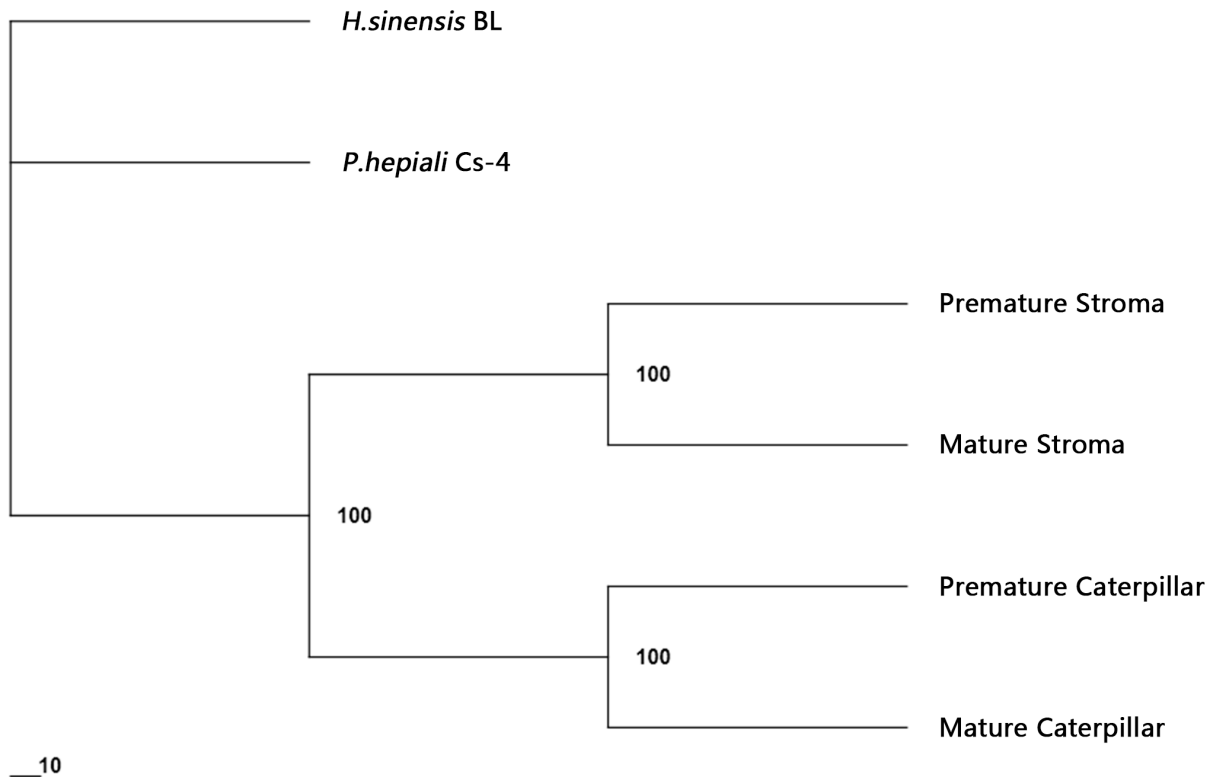 H.sinensis BL
P.hepiali Cs-4
Premature Stroma
100
Mature Stroma
100
Premature Caterpillar
100
Mature Caterpillar
10